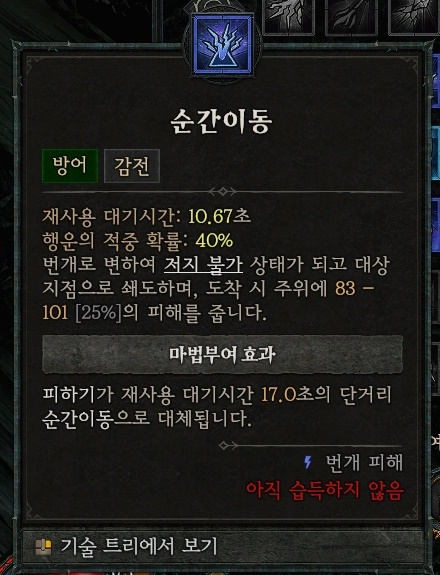 순간이동
방어 감전
재사용 대기시간: 10.67초
행운의 적중 확률: 40%
번개로 변하여 저지 불가 상태가 되고 대상
지점으로 쇄도하며, 도착 시 주위에 83 –
101 [25%]의 피해를 줍니다.
마법부여 효과
피하기가 재사용 대기시간 17.0초의 단거리
순간이동으로 대체됩니다.
번개 피해
아직 습득하지 않음
기술 트리에서 보기